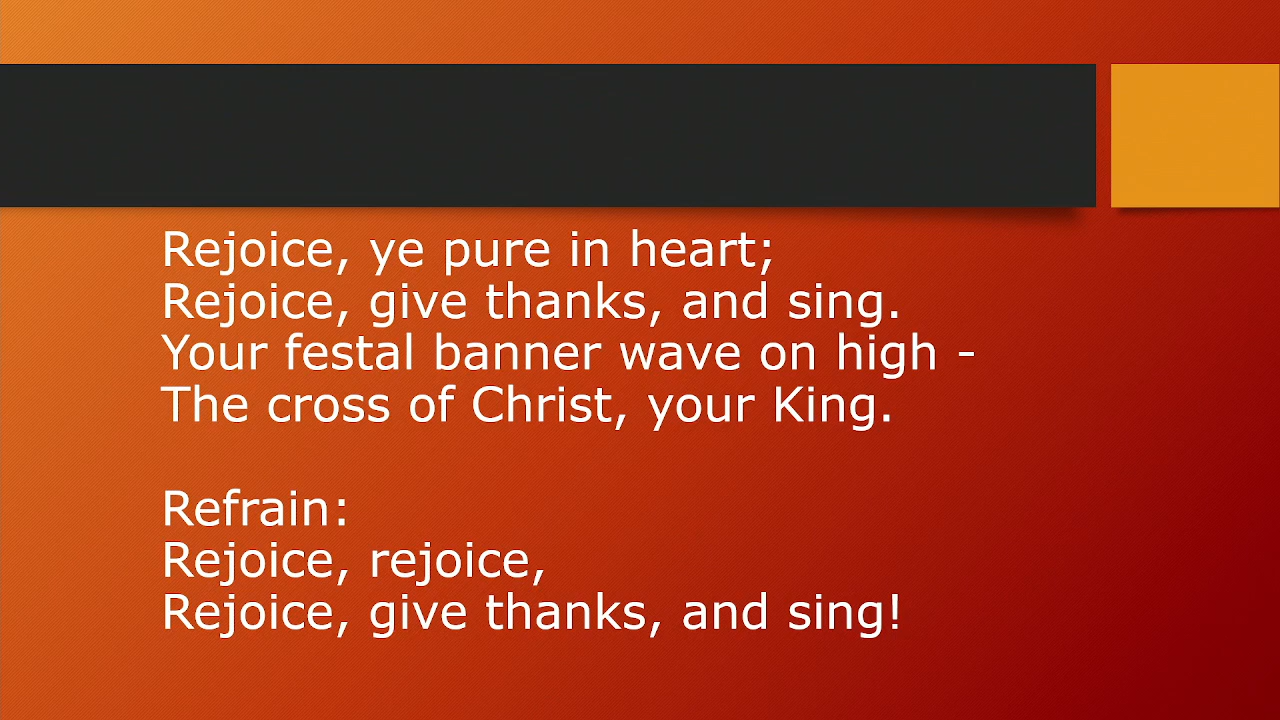 Rejoice, ye pure in heart;
Rejoice, give thanks, and sing.
Your festal banner wave on high -
The cross of Christ, your King.
Refrain:
Rejoice, rejoice,
Rejoice, give thanks, and sing!